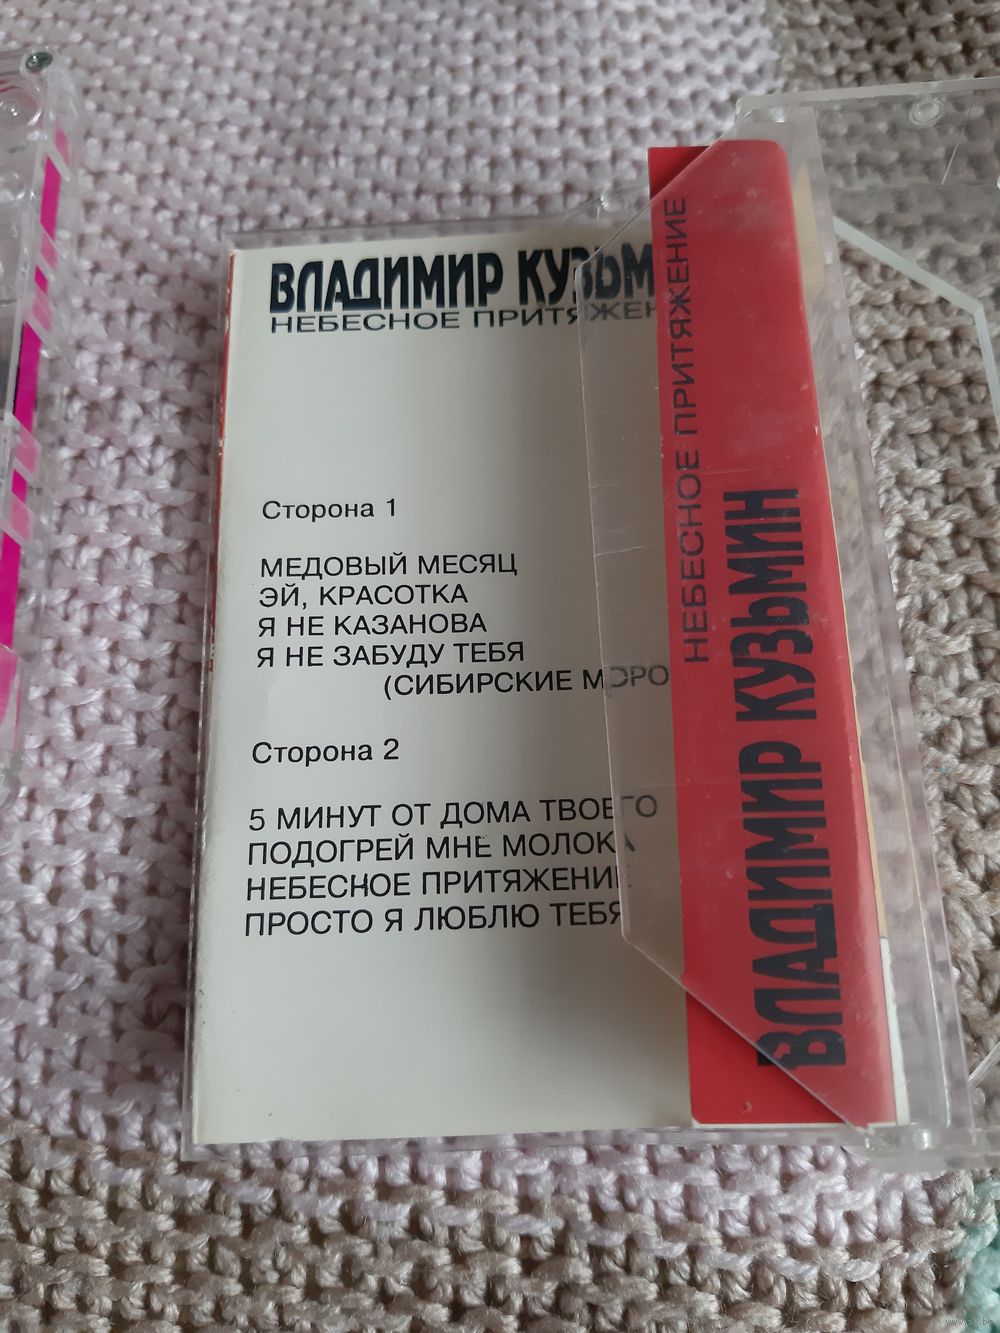 ВЛАДИМИР КУЗЬМ
НЕБЕСНОЕ ПРИТЯЖЕН
Сторона 1
МЕДОВЫЙ МЕСЯЦ
ЭЙ, КРАСОТКА
Я НЕ КАЗАНОВА
Я НЕ ЗАБУДУ ТЕБЯ
(СИБИРСКИЕ МОРО
Сторона 2
5 МИНУТ ОТ ДОМА ТВОЕГО
ПОДОГРЕЙ МНЕ МОЛОКА
НЕБЕСНОЕ ПРИТЯЖЕНИЕ
ПРОСТО Я ЛЮБЛЮ ТЕБЯ
НЕБЕСНОЕ ПРИТЯЖЕНИЕ
ВЛАДИМИР КУЗЬМИН